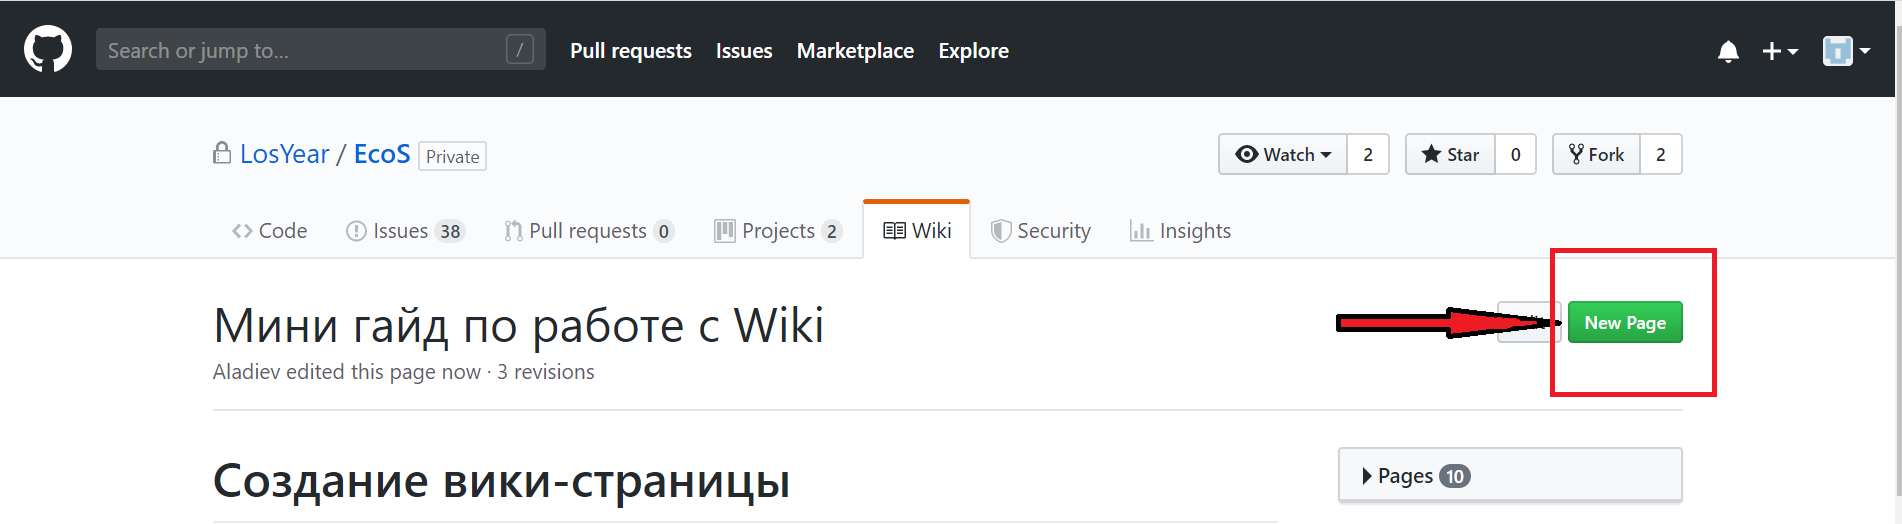 Search or jump to... / Pull requests Issues Marketplace Explore
LosYear / EcoS Private Watch 2 Star 0 Fork 2
Code Issues 38 Pull requests 0 Projects 2 Wiki Security Insights
Мини гайд по работе с Wiki New Page
Aladiev edited this page now · 3 revisions
Создание вики-страницы
Pages 10